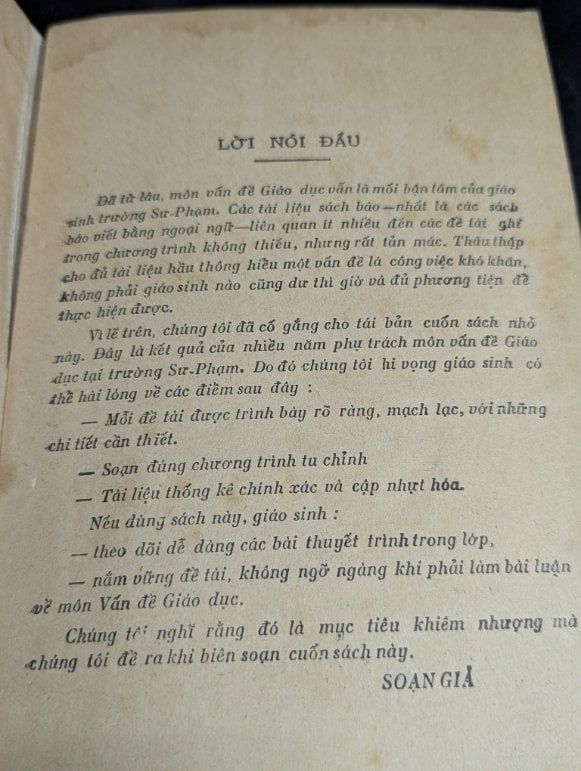 LỜI NÓI ĐẦU
Đã từ lâu, môn vấn đề Giáo dục vẫn là mối bận tâm của giáo
sinh trường Sư-Phạm. Các tài liệu sách báo—nhất là các sách
báo viết bằng ngoại ngữ—liên quan ít nhiều đến các đề tài ghi
trong chương trình không thiếu, nhưng rất tản mác. Thâu thập
cho đủ tài liệu hầu thông hiểu một vấn đề là công việc khó khăn,
không phải giáo sinh nào cũng dư thì giờ và đủ phương tiện để
thực hiện được.
Vì lẽ trên, chúng tôi đã cố gắng cho tái bản cuốn sách nhỏ
này. Đây là kết quả của nhiều năm phụ trách môn vấn đề Giáo
dục tại trường Sư-Phạm. Do đó chúng tôi hi vọng giáo sinh có
thể hài lòng về các điểm sau đây :
— Mỗi đề tài được trình bày rõ ràng, mạch lạc, với những
chi tiết cần thiết.
— Soạn đúng chương trình tu chỉnh
— Tài liệu thống kê chính xác và cập nhựt hóa.
Nếu dùng sách này, giáo sinh :
— theo dõi dễ dàng các bài thuyết trình trong lớp,
— nắm vững đề tài, không ngỡ ngàng khi phải làm bài luận
về môn Vấn đề Giáo dục.
Chúng tôi nghĩ rằng đó là mục tiêu khiêm nhượng mà
chúng tôi đề ra khi biên soạn cuốn sách này.
SOẠN GIẢ